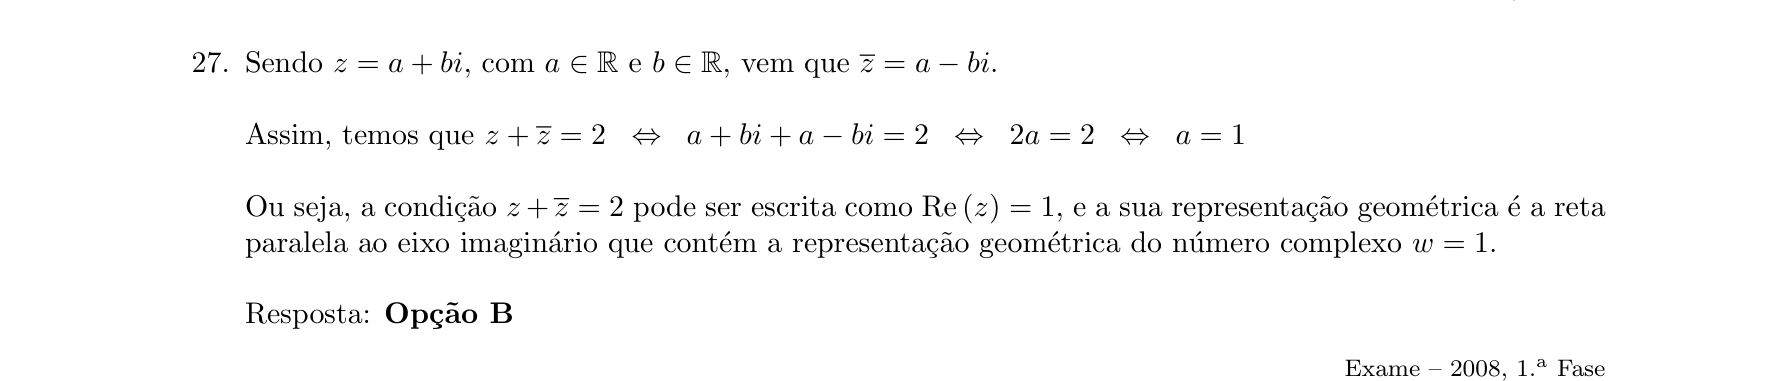 27. Sendo z = a + bi, com a ∈ ℝ e b ∈ ℝ, vem que z̅ = a − bi.
Assim, temos que z + z̅ = 2 ⇔ a + bi + a − bi = 2 ⇔ 2a = 2 ⇔ a = 1
Ou seja, a condição z + z̅ = 2 pode ser escrita como Re (z) = 1, e a sua representação geométrica é a reta
paralela ao eixo imaginário que contém a representação geométrica do número complexo w = 1.
Resposta: Opção B
Exame – 2008, 1.ª Fase